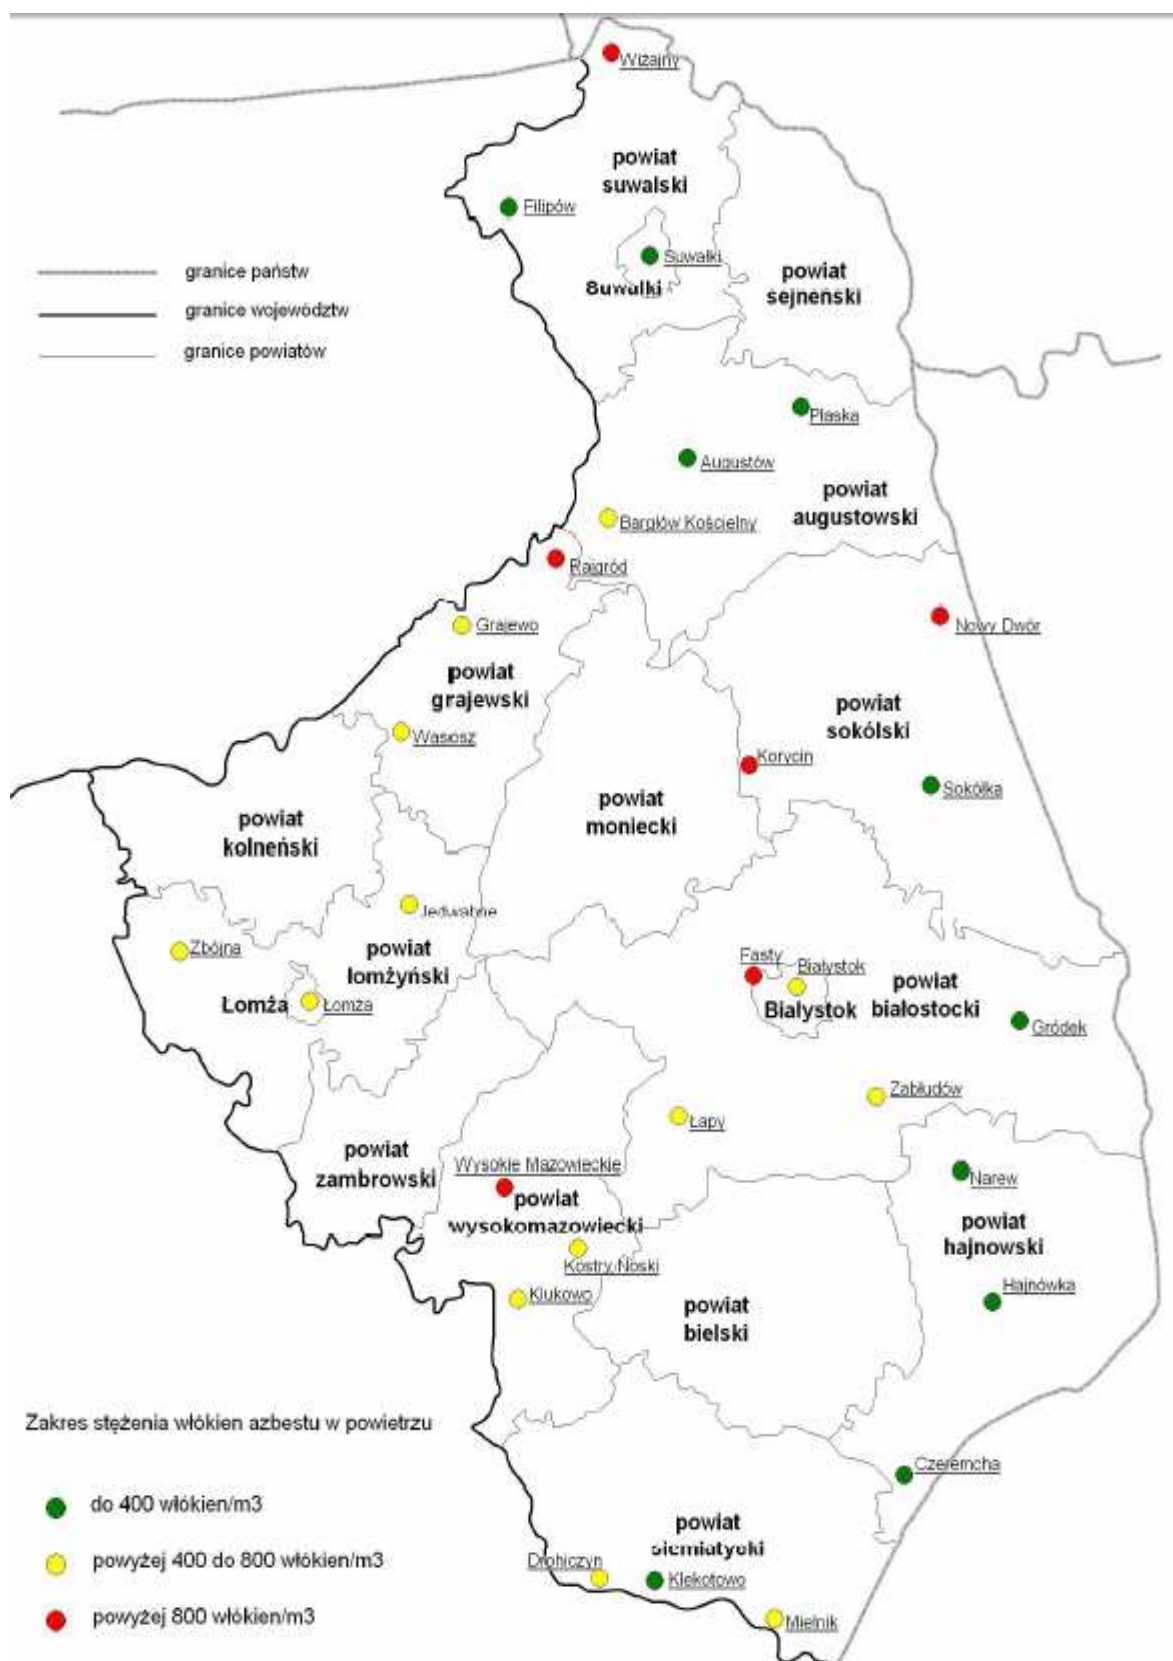 Wiżajny
powiat
suwalski
Filipów
Suwałki
Suwałki
powiat
sejneński
granice państw
granice województw
granice powiatów
Płaska
Augustów
powiat
augustowski
Bargłów Kościelny
Rajgród
Grajewo
Nowy Dwór
powiat
grajewski
powiat
sokólski
Wąsosz
Korycin
Sokółka
powiat
moniecki
powiat
kolneński
Jedwabne
Zbójna
powiat
łomżyński
Fasty
Białystok
Łomża
Łomża
Białystok
powiat
białostocki
Gródek
Zabłudów
Łapy
powiat
zambrowski
Wysokie Mazowieckie
Narew
powiat
wysokomazowiecki
powiat
hajnowski
Kostry Noski
Klukowo
Hajnówka
powiat
bielski
Zakres stężenia włókien azbestu w powietrzu
Czeremcha
do 400 włókien/m3
powiat
siemiatycki
powyżej 400 do 800 włókien/m3
Drohiczyn
Klekotowo
powyżej 800 włókien/m3
Mielnik